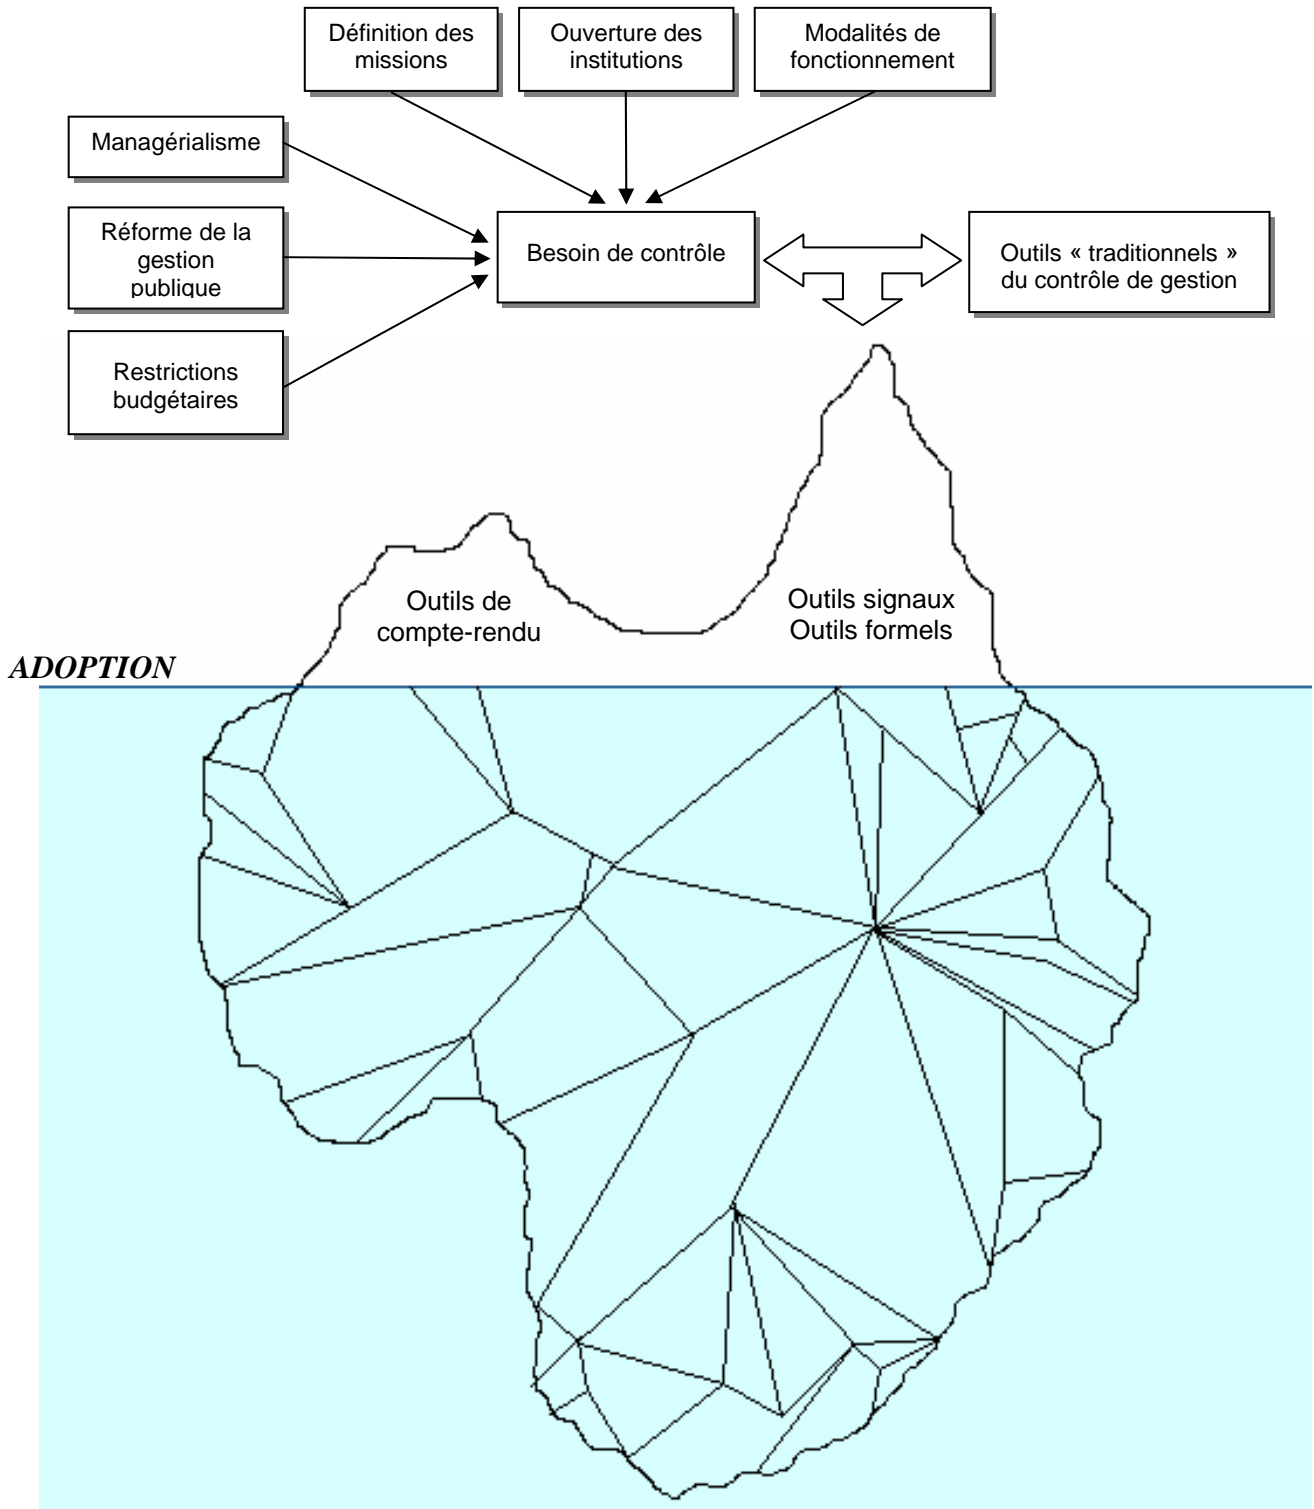 Définition des
missions
Ouverture des
institutions
Modalités de
fonctionnement
Managérialisme
Réforme de la
gestion
publique
Restrictions
budgétaires
Besoin de contrôle
Outils « traditionnels »
du contrôle de gestion
Outils de
compte-rendu
Outils signaux
Outils formels
ADOPTION